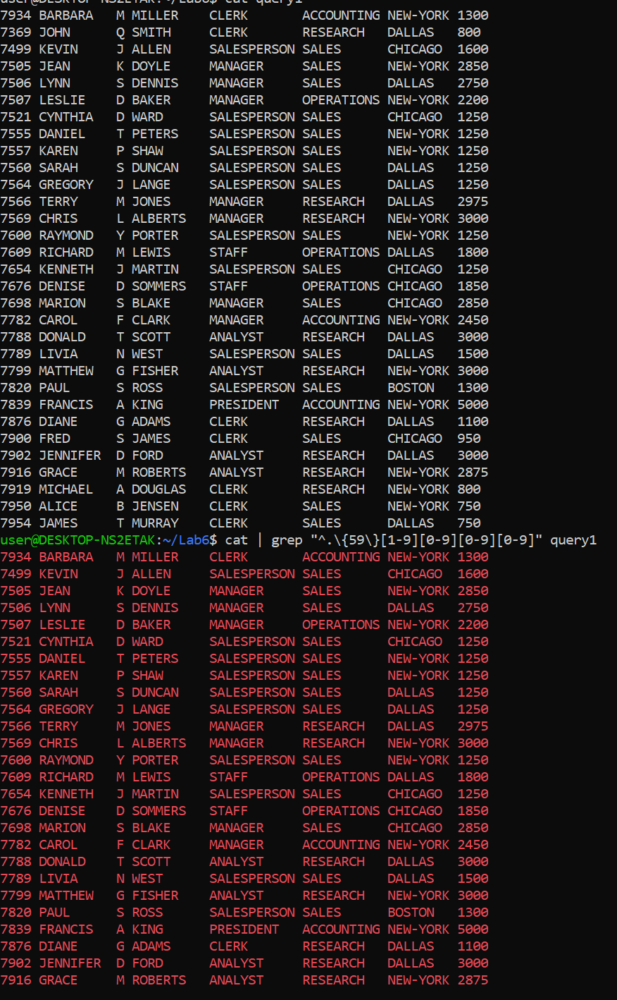 user@DESKTOP-NS2ETAK:~/Lab6$ cat query1
7934 BARBARA   M MILLER    CLERK       ACCOUNTING NEW-YORK 1300
7369 JOHN      Q SMITH     CLERK       RESEARCH   DALLAS   800
7499 KEVIN     J ALLEN     SALESPERSON SALES      CHICAGO  1600
7505 JEAN      K DOYLE     MANAGER     SALES      NEW-YORK 2850
7506 LYNN      S DENNIS    MANAGER     SALES      DALLAS   2750
7507 LESLIE    D BAKER     MANAGER     OPERATIONS NEW-YORK 2200
7521 CYNTHIA   D WARD      SALESPERSON SALES      CHICAGO  1250
7555 DANIEL    T PETERS    SALESPERSON SALES      NEW-YORK 1250
7557 KAREN     P SHAW      SALESPERSON SALES      NEW-YORK 1250
7560 SARAH     S DUNCAN    SALESPERSON SALES      DALLAS   1250
7564 GREGORY   J LANGE     SALESPERSON SALES      DALLAS   1250
7566 TERRY     M JONES     MANAGER     RESEARCH   DALLAS   2975
7569 CHRIS     L ALBERTS   MANAGER     RESEARCH   NEW-YORK 3000
7600 RAYMOND   Y PORTER    SALESPERSON SALES      NEW-YORK 1250
7609 RICHARD   M LEWIS     STAFF       OPERATIONS DALLAS   1800
7654 KENNETH   J MARTIN    SALESPERSON SALES      CHICAGO  1250
7676 DENISE    D SOMMERS   STAFF       OPERATIONS CHICAGO  1850
7698 MARION    S BLAKE     MANAGER     SALES      CHICAGO  2850
7782 CAROL     F CLARK     MANAGER     ACCOUNTING NEW-YORK 2450
7788 DONALD    T SCOTT     ANALYST     RESEARCH   DALLAS   3000
7789 LIVIA     N WEST      SALESPERSON SALES      DALLAS   1500
7799 MATTHEW   G FISHER    ANALYST     RESEARCH   NEW-YORK 3000
7820 PAUL      S ROSS      SALESPERSON SALES      BOSTON   1300
7839 FRANCIS   A KING      PRESIDENT   ACCOUNTING NEW-YORK 5000
7876 DIANE     G ADAMS     CLERK       RESEARCH   DALLAS   1100
7900 FRED      S JAMES     CLERK       SALES      CHICAGO  950
7902 JENNIFER  D FORD      ANALYST     RESEARCH   DALLAS   3000
7916 GRACE     M ROBERTS   ANALYST     RESEARCH   NEW-YORK 2875
7919 MICHAEL   A DOUGLAS   CLERK       RESEARCH   NEW-YORK 800
7950 ALICE     B JENSEN    CLERK       SALES      NEW-YORK 750
7954 JAMES     T MURRAY    CLERK       SALES      DALLAS   750
user@DESKTOP-NS2ETAK:~/Lab6$ cat | grep "^.\{59\}[1-9][0-9][0-9][0-9]" query1
7934 BARBARA   M MILLER    CLERK       ACCOUNTING NEW-YORK 1300
7499 KEVIN     J ALLEN     SALESPERSON SALES      CHICAGO  1600
7505 JEAN      K DOYLE     MANAGER     SALES      NEW-YORK 2850
7506 LYNN      S DENNIS    MANAGER     SALES      DALLAS   2750
7507 LESLIE    D BAKER     MANAGER     OPERATIONS NEW-YORK 2200
7521 CYNTHIA   D WARD      SALESPERSON SALES      CHICAGO  1250
7555 DANIEL    T PETERS    SALESPERSON SALES      NEW-YORK 1250
7557 KAREN     P SHAW      SALESPERSON SALES      NEW-YORK 1250
7560 SARAH     S DUNCAN    SALESPERSON SALES      DALLAS   1250
7564 GREGORY   J LANGE     SALESPERSON SALES      DALLAS   1250
7566 TERRY     M JONES     MANAGER     RESEARCH   DALLAS   2975
7569 CHRIS     L ALBERTS   MANAGER     RESEARCH   NEW-YORK 3000
7600 RAYMOND   Y PORTER    SALESPERSON SALES      NEW-YORK 1250
7609 RICHARD   M LEWIS     STAFF       OPERATIONS DALLAS   1800
7654 KENNETH   J MARTIN    SALESPERSON SALES      CHICAGO  1250
7676 DENISE    D SOMMERS   STAFF       OPERATIONS CHICAGO  1850
7698 MARION    S BLAKE     MANAGER     SALES      CHICAGO  2850
7782 CAROL     F CLARK     MANAGER     ACCOUNTING NEW-YORK 2450
7788 DONALD    T SCOTT     ANALYST     RESEARCH   DALLAS   3000
7789 LIVIA     N WEST      SALESPERSON SALES      DALLAS   1500
7799 MATTHEW   G FISHER    ANALYST     RESEARCH   NEW-YORK 3000
7820 PAUL      S ROSS      SALESPERSON SALES      BOSTON   1300
7839 FRANCIS   A KING      PRESIDENT   ACCOUNTING NEW-YORK 5000
7876 DIANE     G ADAMS     CLERK       RESEARCH   DALLAS   1100
7902 JENNIFER  D FORD      ANALYST     RESEARCH   DALLAS   3000
7916 GRACE     M ROBERTS   ANALYST     RESEARCH   NEW-YORK 2875